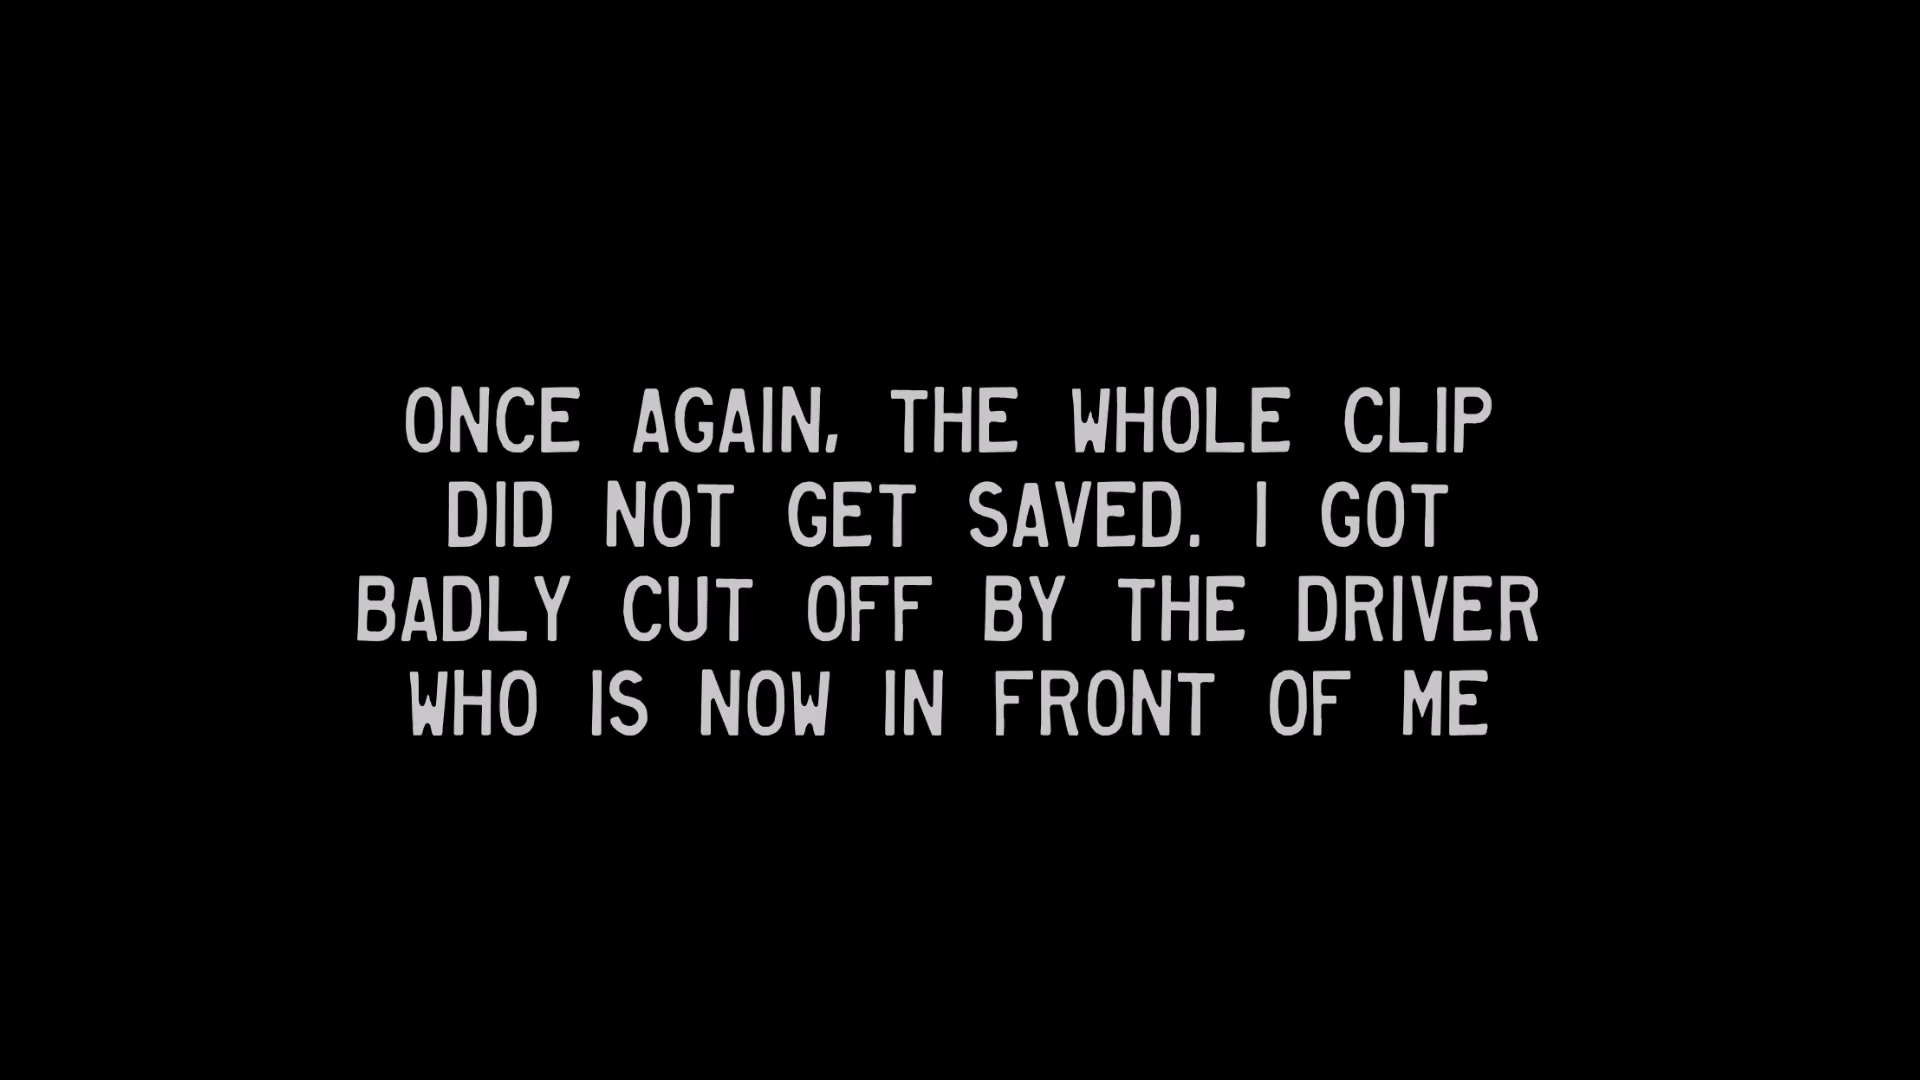 ONCE AGAIN, THE WHOLE CLIP
DID NOT GET SAVED. I GOT
BADLY CUT OFF BY THE DRIVER
WHO IS NOW IN FRONT OF ME